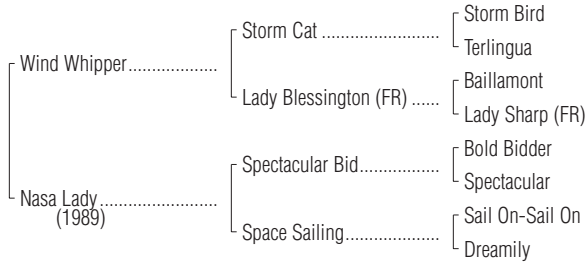 Storm Bird
Storm Cat ........................
Terlingua
Wind Whipper..................
Baillamont
Lady Blessington (FR) ......
Lady Sharp (FR)
Bold Bidder
Spectacular Bid................
Spectacular
Nasa Lady........................
(1989)
Sail On-Sail On
Space Sailing...................
Dreamily